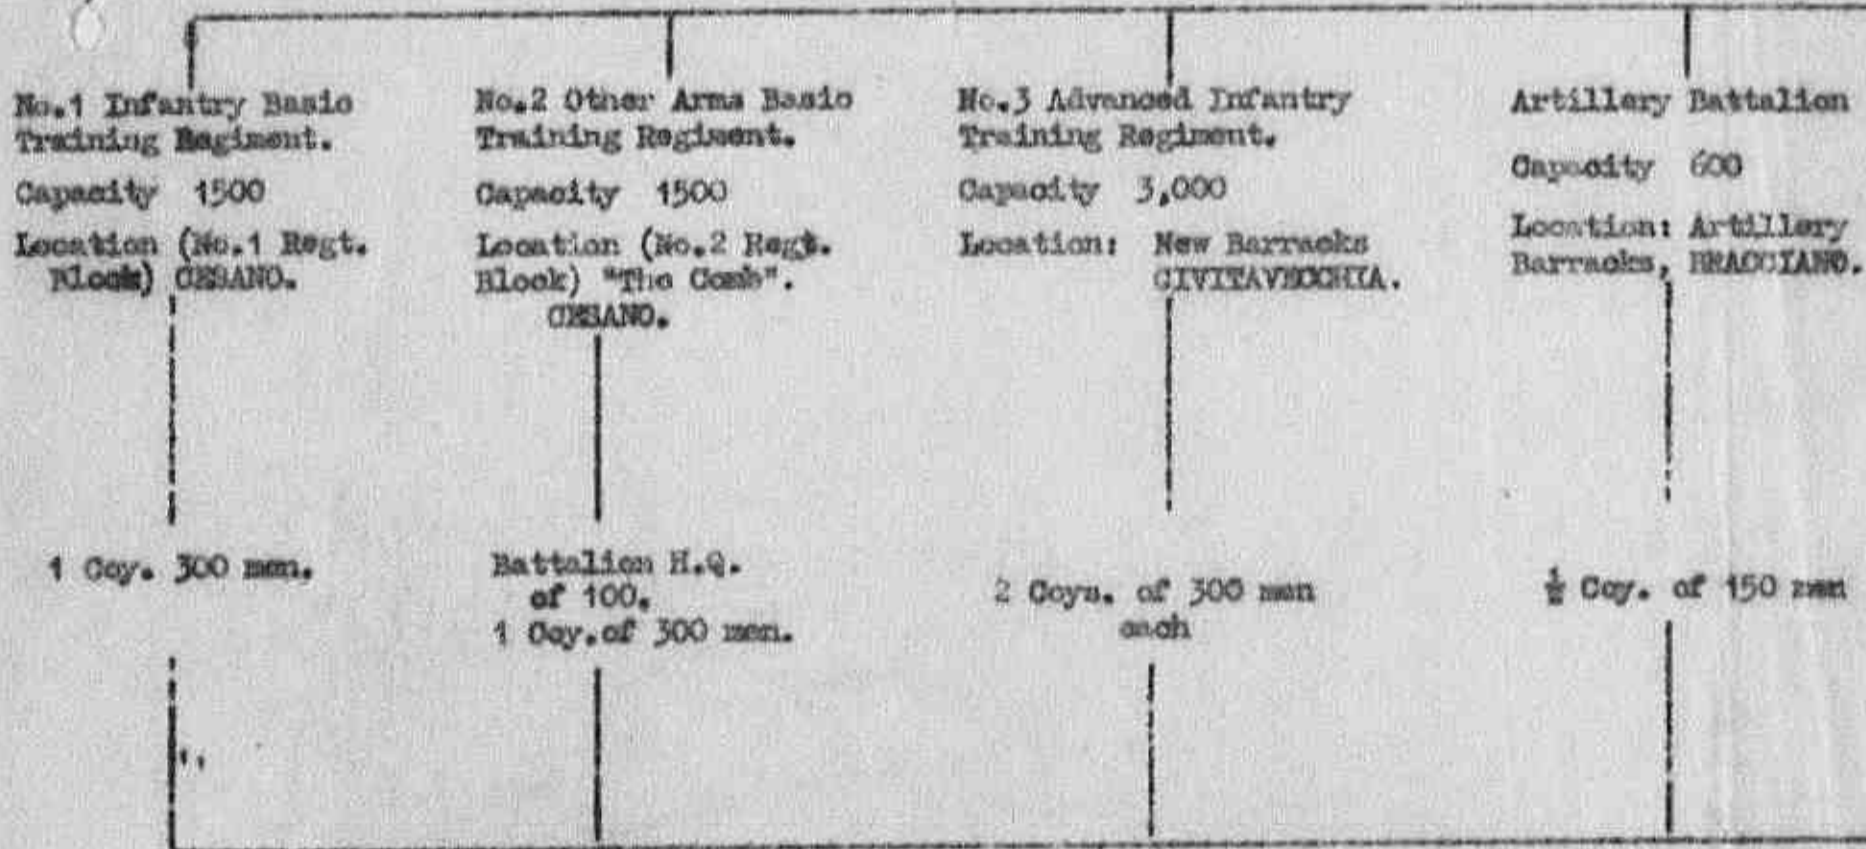 No.1 Infantry Basic
Training Regiment.
Capacity 1500
Location (No.1 Regt.
Block) CESANO.
1 Coy. 300 men.
No.2 Other Arms Basic
Training Regiment.
Capacity 1500
Location (No.2 Regt.
Block) "The Comb".
CESANO.
Battalion H.Q.
of 100.
1 Coy.of 300 men.
No.3 Advanced Infantry
Training Regiment.
Capacity 3,000
Location: New Barracks
CIVITAVECCHIA.
2 Coys. of 300 men
each
Artillery Battalion
Capacity 600
Location: Artillery
Barracks, BRACCIANO.
½ Coy. of 150 men